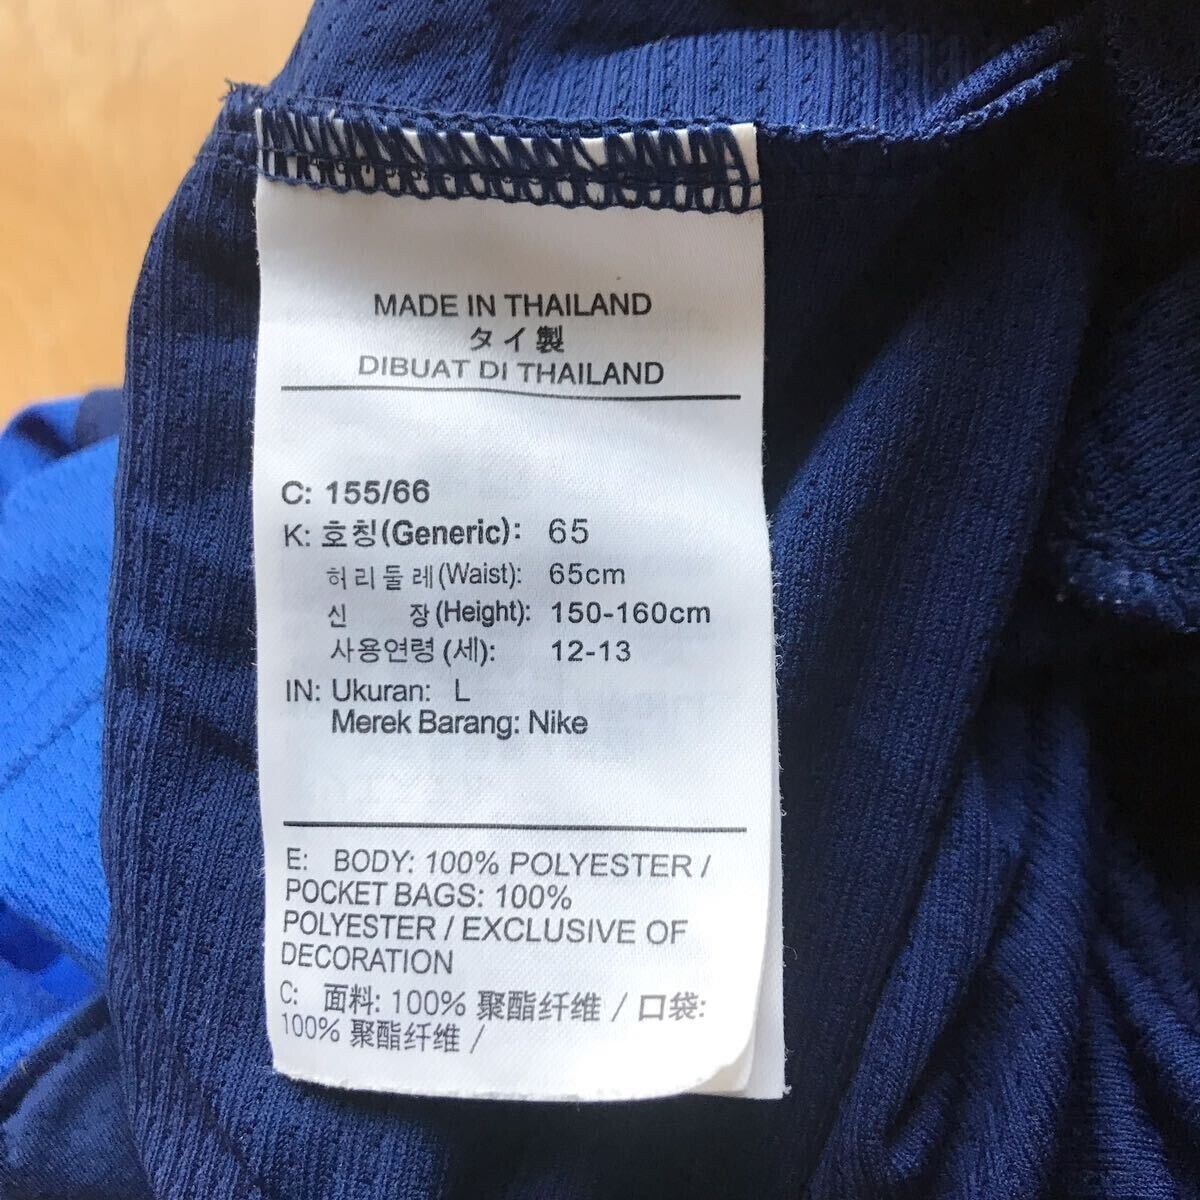 MADE IN THAILAND
タイ製
DIBUAT DI THAILAND
C: 155/66
K: 호칭(Generic): 65
허리둘레(Waist): 65cm
신 장(Height): 150-160cm
사용연령(세): 12-13
IN: Ukuran: L
Merek Barang: Nike
E: BODY: 100% POLYESTER /
POCKET BAGS: 100%
POLYESTER / EXCLUSIVE OF
DECORATION
C: 面料: 100% 聚酯纤维 / 口袋:
100% 聚酯纤维 /